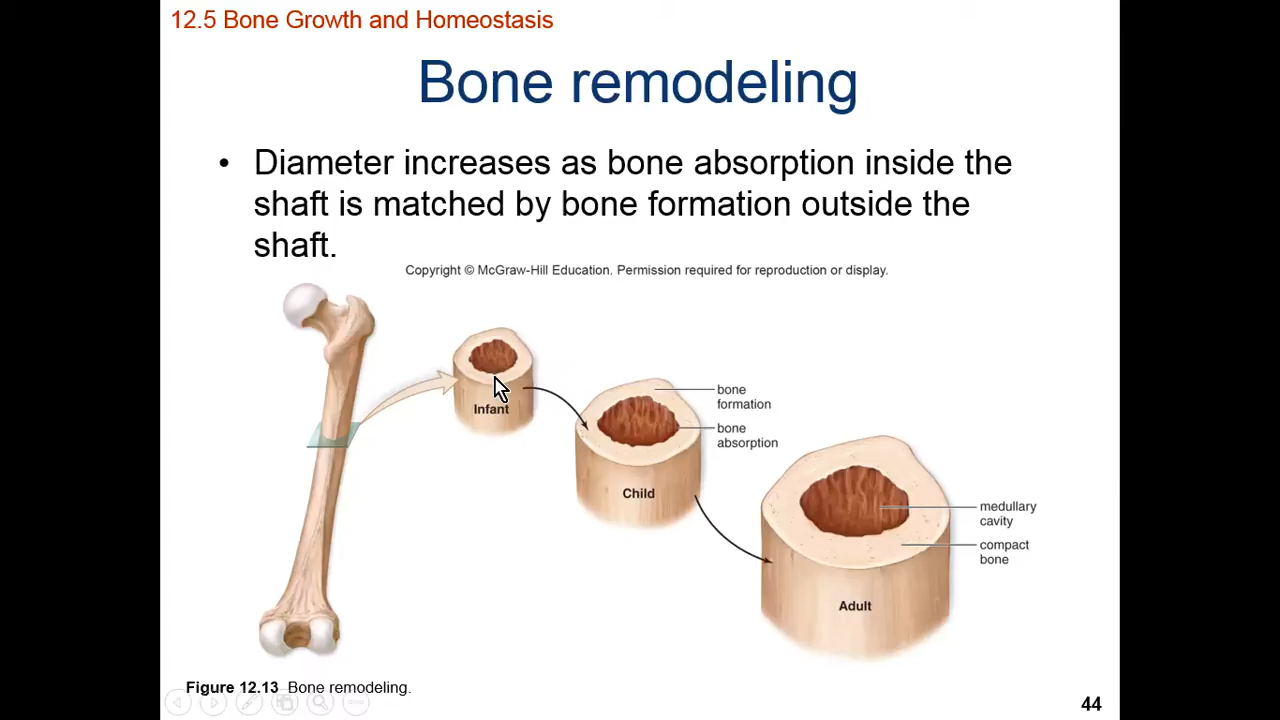 12.5 Bone Growth and Homeostasis
Bone remodeling
• Diameter increases as bone absorption inside the
shaft is matched by bone formation outside the
shaft.
Copyright © McGraw-Hill Education. Permission required for reproduction or display.
Infant
bone
formation
bone
absorption
Child
medullary
cavity
compact
bone
Adult
Figure 12.13 Bone remodeling.
44